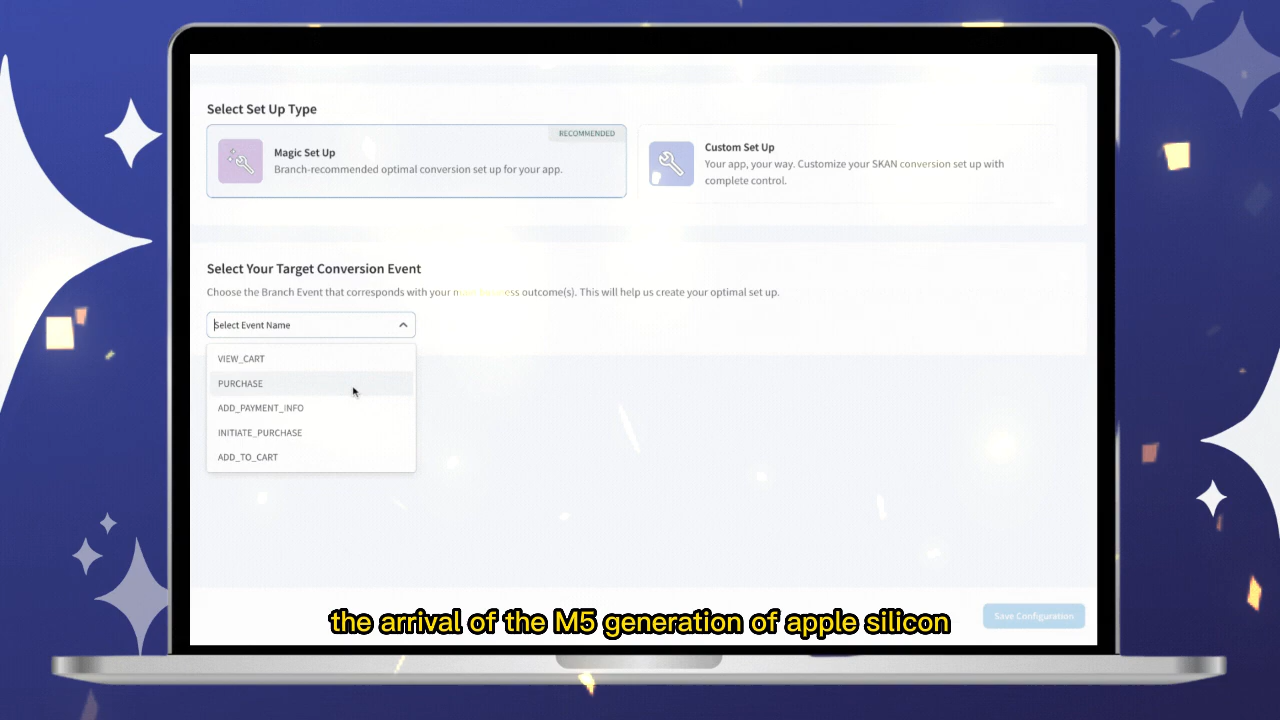 Select Set Up Type
RECOMMENDED
Magic Set Up
Branch-recommended optimal conversion set up for your app.
Custom Set Up
Your app, your way. Customize your SKAN conversion set up with
complete control.
Select Your Target Conversion Event
Choose the Branch Event that corresponds with your outcome(s). This will help us create your optimal set up.
Select Event Name
VIEW_CART
PURCHASE
ADD_PAYMENT_INFO
INITIATE_PURCHASE
ADD_TO_CART
the arrival of the M5 generation of apple silicon
Save Configuration